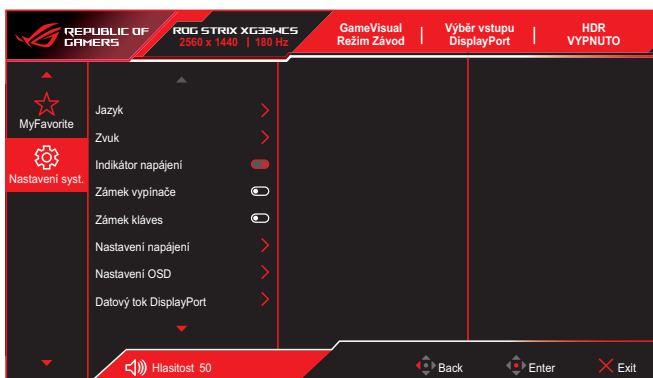 REPUBLIC OF
GAMERS
ROG STRIX XG32WCS
2560 x 1440 | 180 Hz
GameVisual
Režim Závod
Výběr vstupu
DisplayPort
HDR
VYPNUTO
MyFavorite
Nastavení syst.
Jazyk
Zvuk
Indikátor napájení
Zámek vypínače
Zámek kláves
Nastavení napájení
Nastavení OSD
Datový tok DisplayPort
Hlasitost 50
Back
Enter
Exit